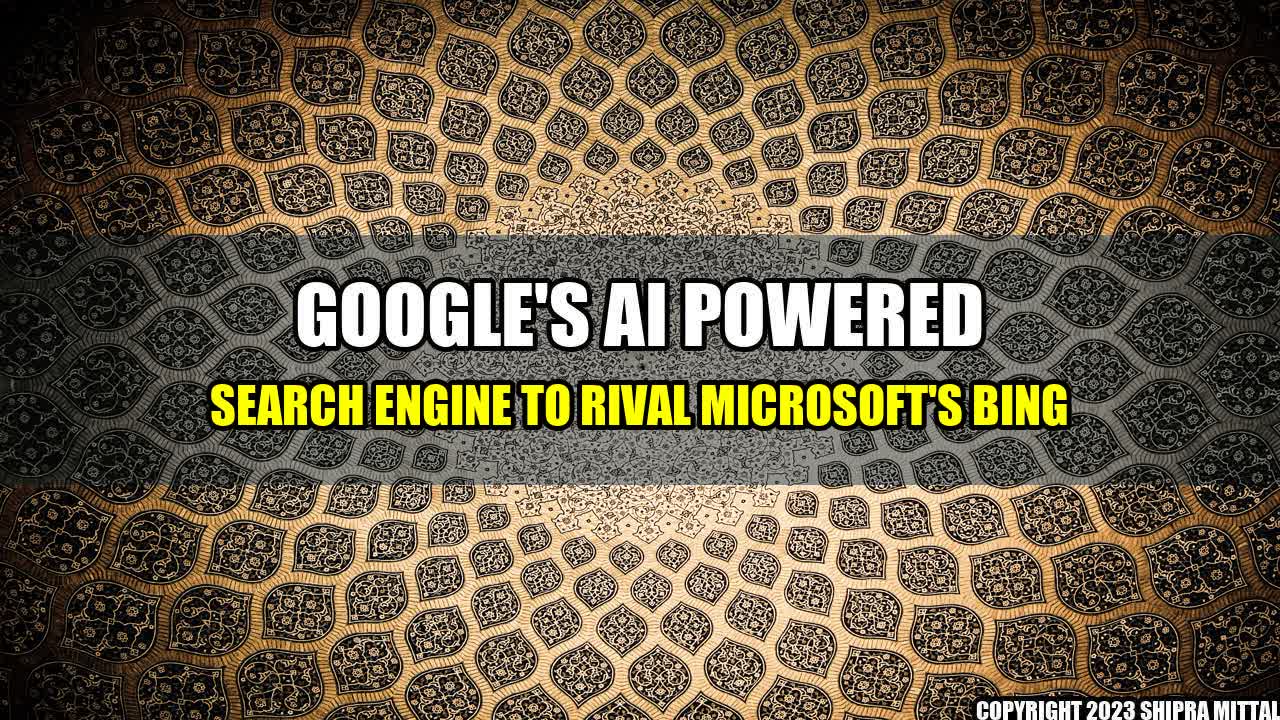 GOOGLE'S AI POWERED
SEARCH ENGINE TO RIVAL MICROSOFT'S BING
COPYRIGHT 2023 SHIPRA MITTAL